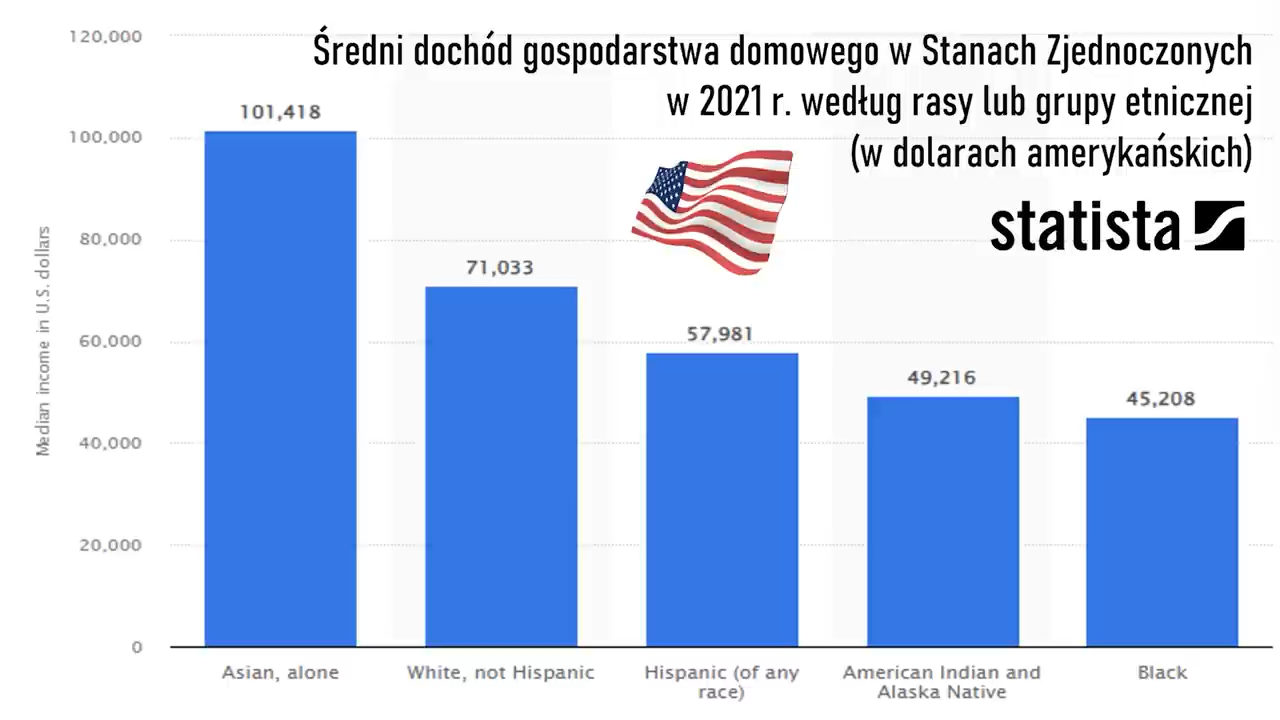 Średni dochód gospodarstwa domowego w Stanach Zjednoczonych
w 2021 r. według rasy lub grupy etnicznej
(w dolarach amerykańskich)
statista
Median income in U.S. dollars
120,000
100,000
80,000
60,000
40,000
20,000
0
101,418
71,033
57,981
49,216
45,208
Asian, alone
White, not Hispanic
Hispanic (of any
race)
American Indian and
Alaska Native
Black